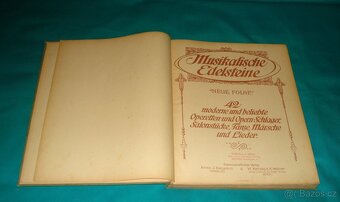 Musikalische
Edelsteine
"NEUE FOLGE"
42
moderne und beliebte
Operetten und Opern-Schlager,
Salonstücke, Tänze, Märsche
und Lieder
bazos.cz